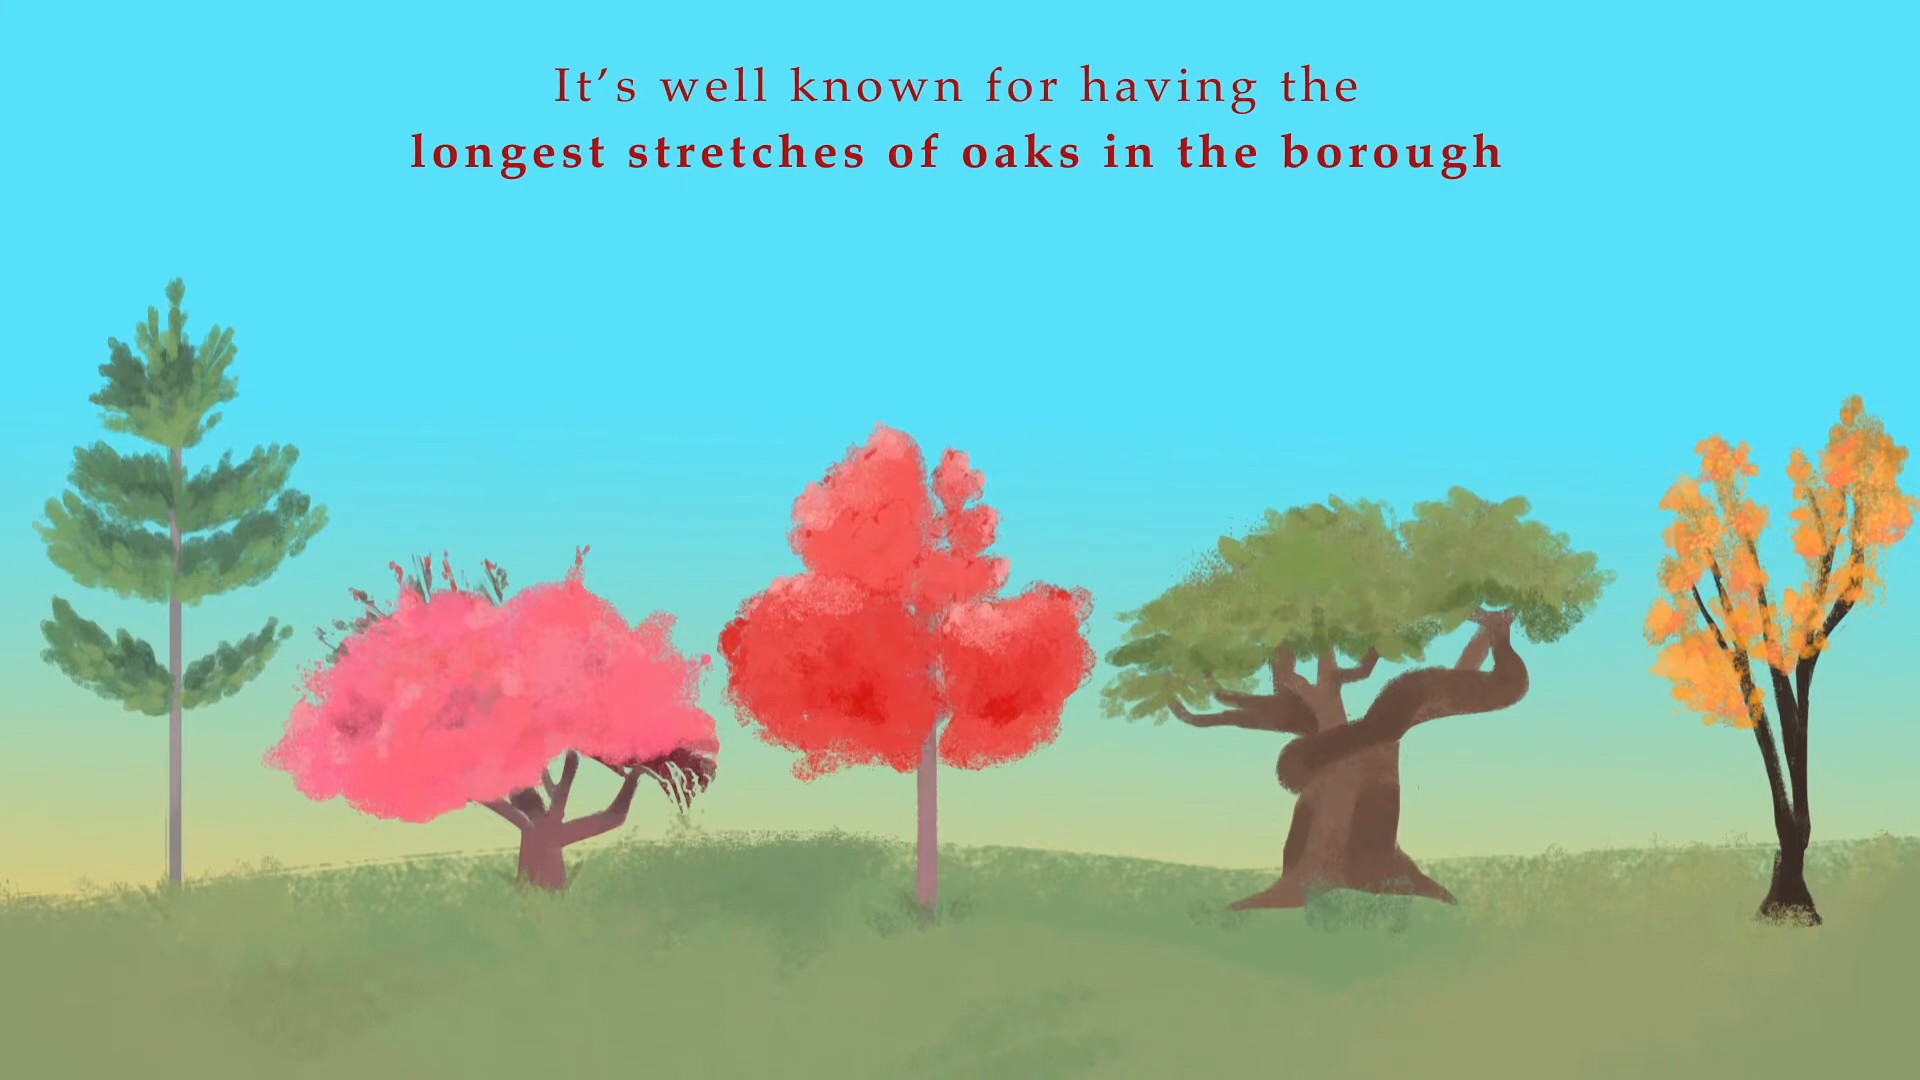 It’s well known for having the
longest stretches of oaks in the borough